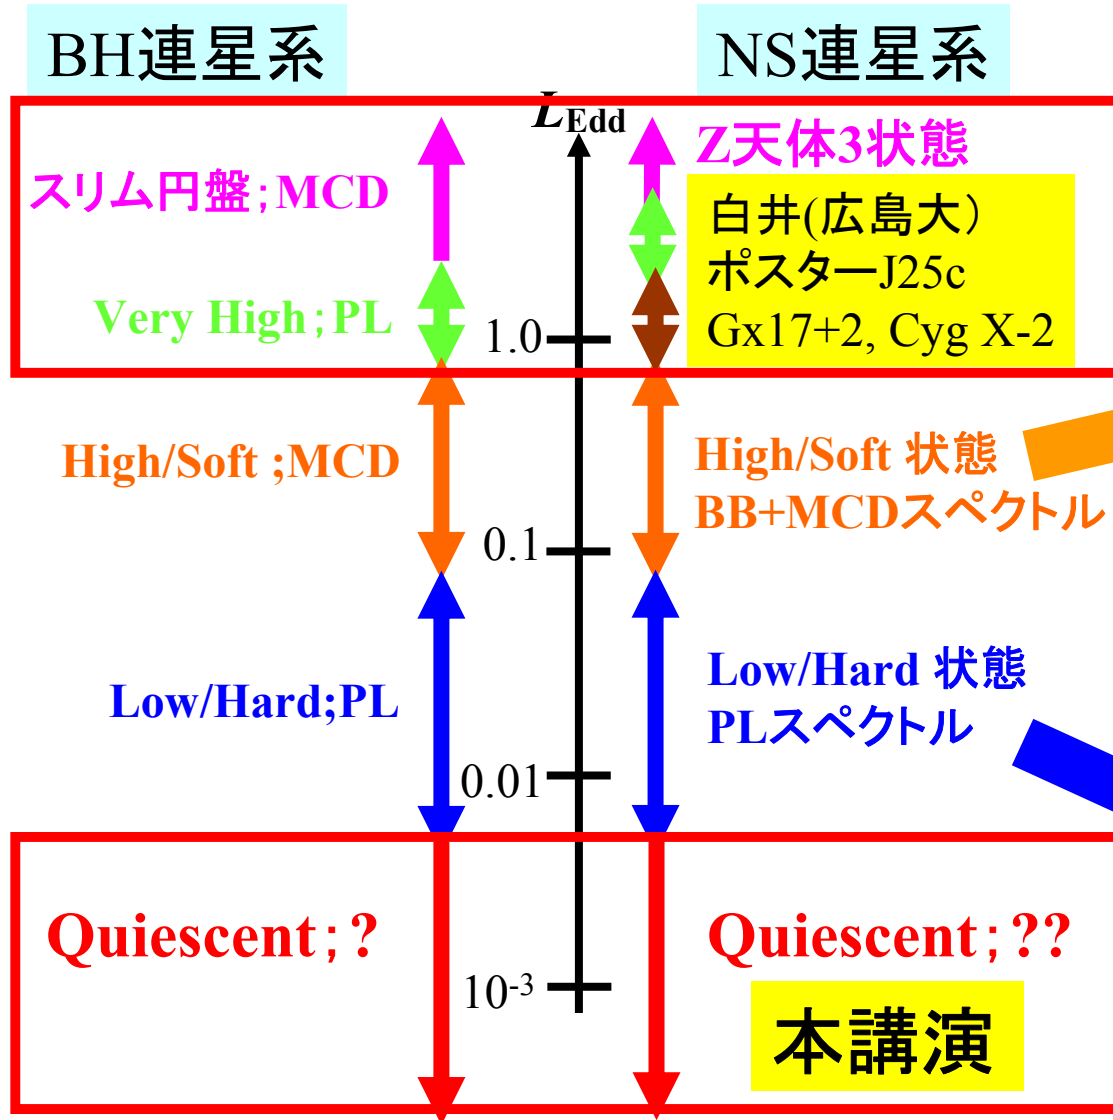 BH連星系
NS連星系
LEdd
Z天体3状態
スリム円盤;MCD
白井(広島大）
ポスターJ25c
Gx17+2, Cyg X-2
Very High;PL
1.0
High/Soft ;MCD
High/Soft 状態
BB+MCDスペクトル
0.1
Low/Hard;PL
Low/Hard 状態
PLスペクトル
0.01
Quiescent;?
Quiescent;??
10-3
本講演